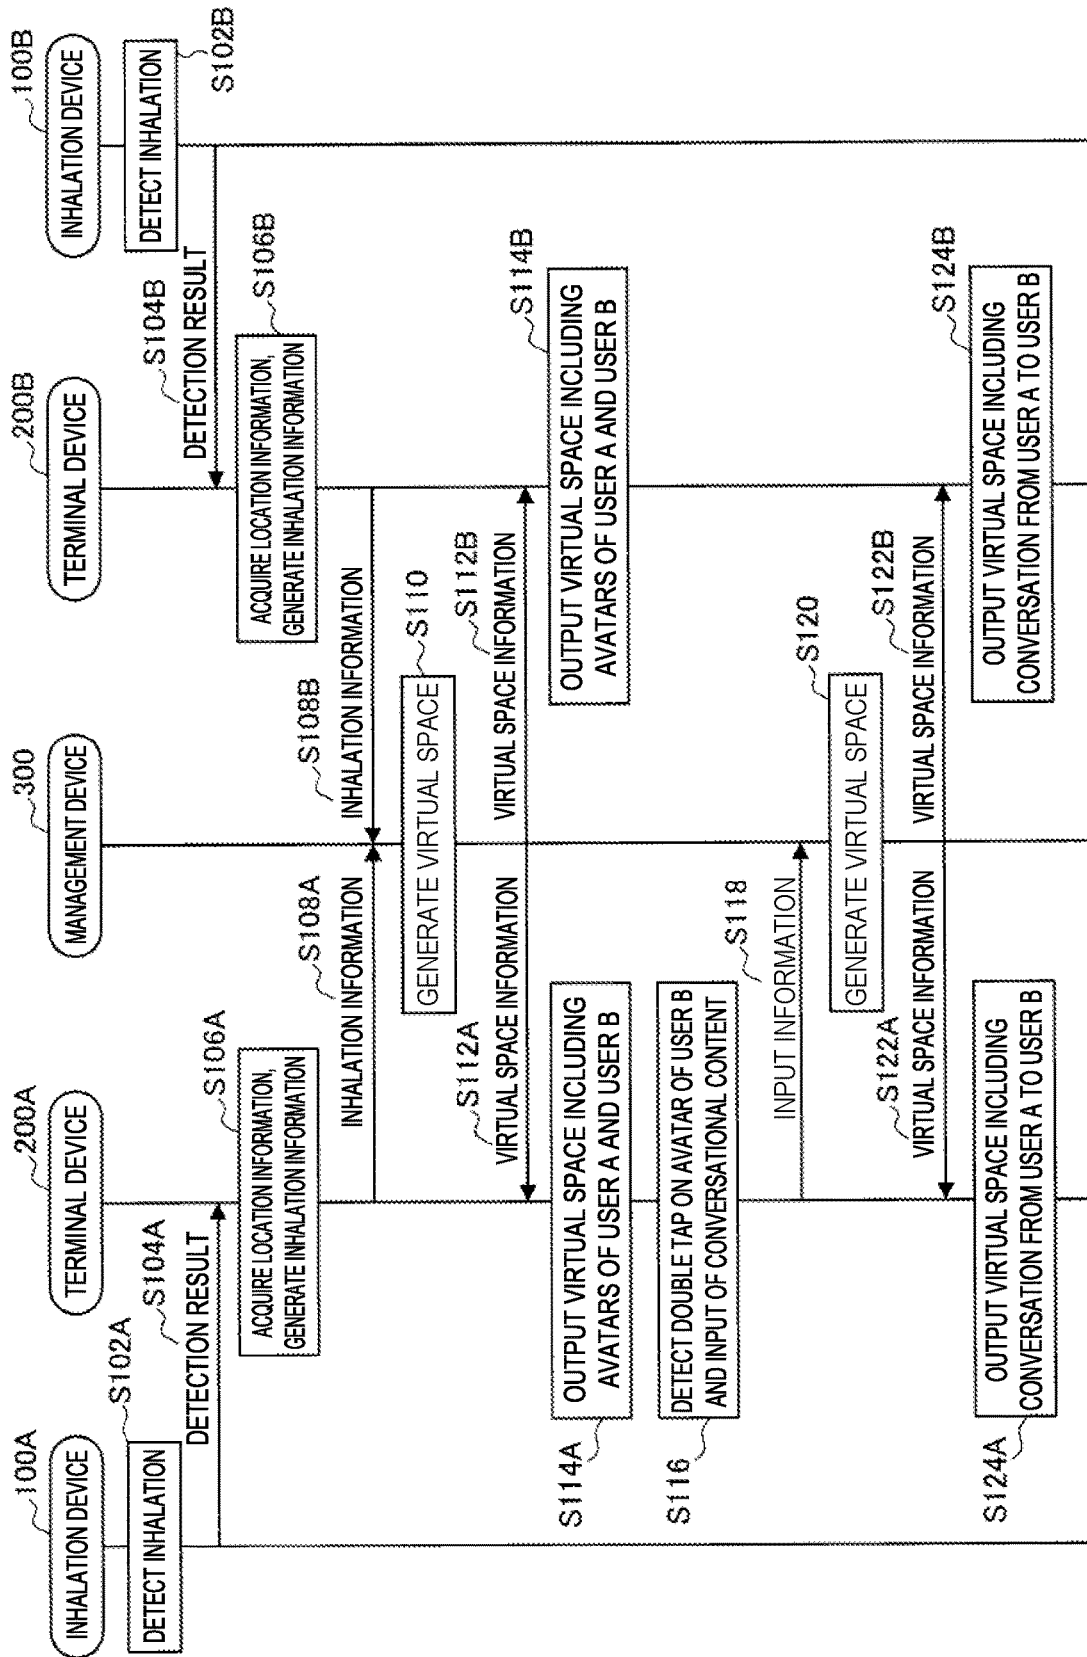 100A
INHALATION DEVICE
200A
TERMINAL DEVICE
300
MANAGEMENT DEVICE
200B
TERMINAL DEVICE
100B
INHALATION DEVICE
DETECT INHALATION
S102A
DETECT INHALATION
S102B
S104A
DETECTION RESULT
S104B
DETECTION RESULT
ACQUIRE LOCATION INFORMATION,
GENERATE INHALATION INFORMATION
S106A
ACQUIRE LOCATION INFORMATION,
GENERATE INHALATION INFORMATION
S106B
S108A
INHALATION INFORMATION
S108B
INHALATION INFORMATION
GENERATE VIRTUAL SPACE
S110
S112A
VIRTUAL SPACE INFORMATION
S112B
VIRTUAL SPACE INFORMATION
S114A
OUTPUT VIRTUAL SPACE INCLUDING
AVATARS OF USER A AND USER B
S114B
OUTPUT VIRTUAL SPACE INCLUDING
AVATARS OF USER A AND USER B
S116
DETECT DOUBLE TAP ON AVATAR OF USER B
AND INPUT OF CONVERSATIONAL CONTENT
S118
INPUT INFORMATION
GENERATE VIRTUAL SPACE
S120
S122A
VIRTUAL SPACE INFORMATION
S122B
VIRTUAL SPACE INFORMATION
S124A
OUTPUT VIRTUAL SPACE INCLUDING
CONVERSATION FROM USER A TO USER B
S124B
OUTPUT VIRTUAL SPACE INCLUDING
CONVERSATION FROM USER A TO USER B